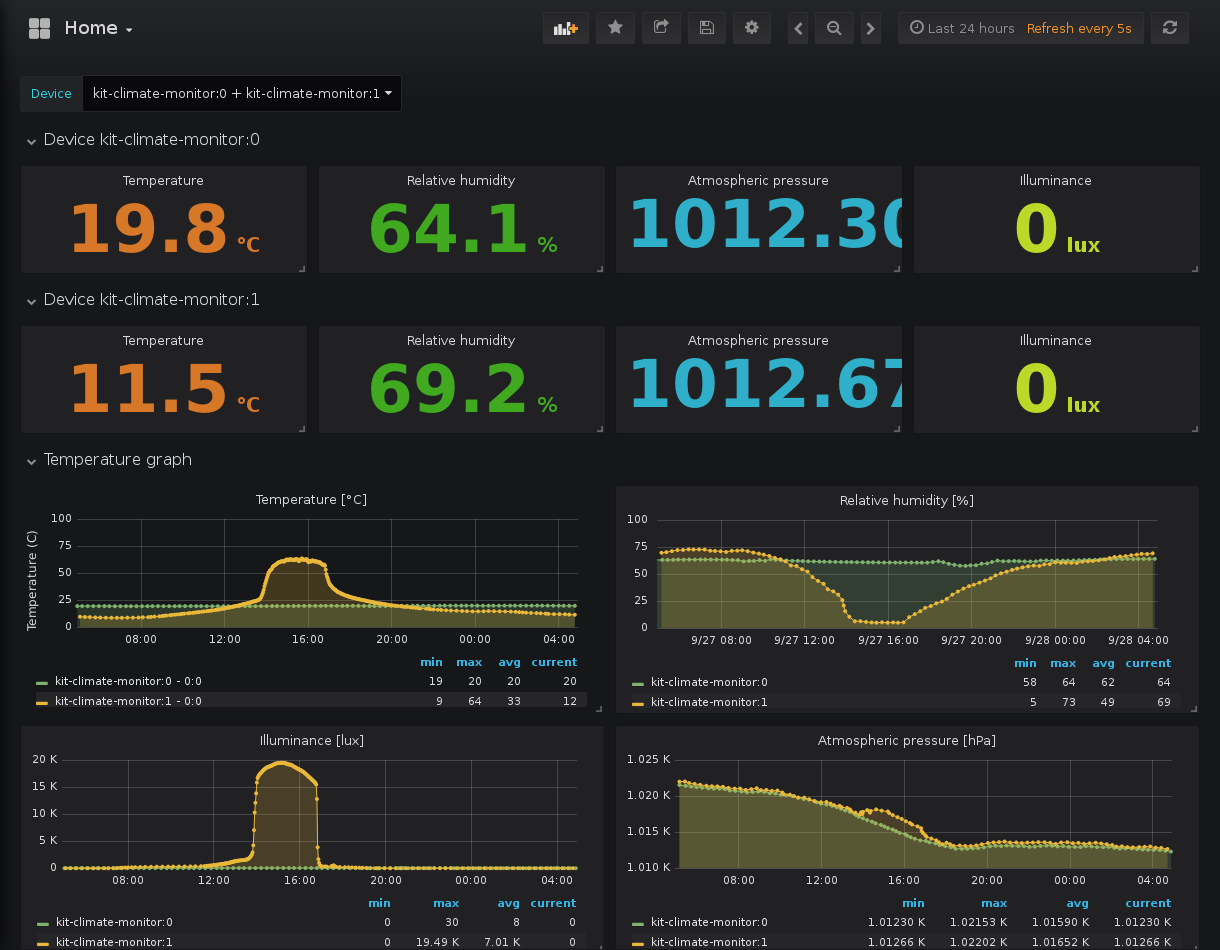 Home
Last 24 hours Refresh every 5s
Device kit-climate-monitor:0 + kit-climate-monitor:1
Device kit-climate-monitor:0
Temperature Relative humidity Atmospheric pressure Illuminance
19.8 °C 64.1 % 1012.30 0 lux
Device kit-climate-monitor:1
Temperature Relative humidity Atmospheric pressure Illuminance
11.5 °C 69.2 % 1012.67 0 lux
Temperature graph
Temperature [°C]
Temperature (C)
100
75
50
25
0
08:00 12:00 16:00 20:00 00:00 04:00
min max avg current
kit-climate-monitor:0 - 0:0 19 20 20 20
kit-climate-monitor:1 - 0:0 9 64 33 12
Relative humidity [%]
100
75
50
25
0
9/27 08:00 9/27 12:00 9/27 16:00 9/27 20:00 9/28 00:00 9/28 04:00
min max avg current
kit-climate-monitor:0 58 64 62 64
kit-climate-monitor:1 5 73 49 69
Illuminance [lux]
20 K
15 K
10 K
5 K
0
08:00 12:00 16:00 20:00 00:00 04:00
min max avg current
kit-climate-monitor:0 0 30 8 0
kit-climate-monitor:1 0 19.49 K 7.01 K 0
Atmospheric pressure [hPa]
1.025 K
1.020 K
1.015 K
1.010 K
08:00 12:00 16:00 20:00 00:00 04:00
min max avg current
kit-climate-monitor:0 1.01230 K 1.02153 K 1.01590 K 1.01230 K
kit-climate-monitor:1 1.01266 K 1.02202 K 1.01652 K 1.01266 K